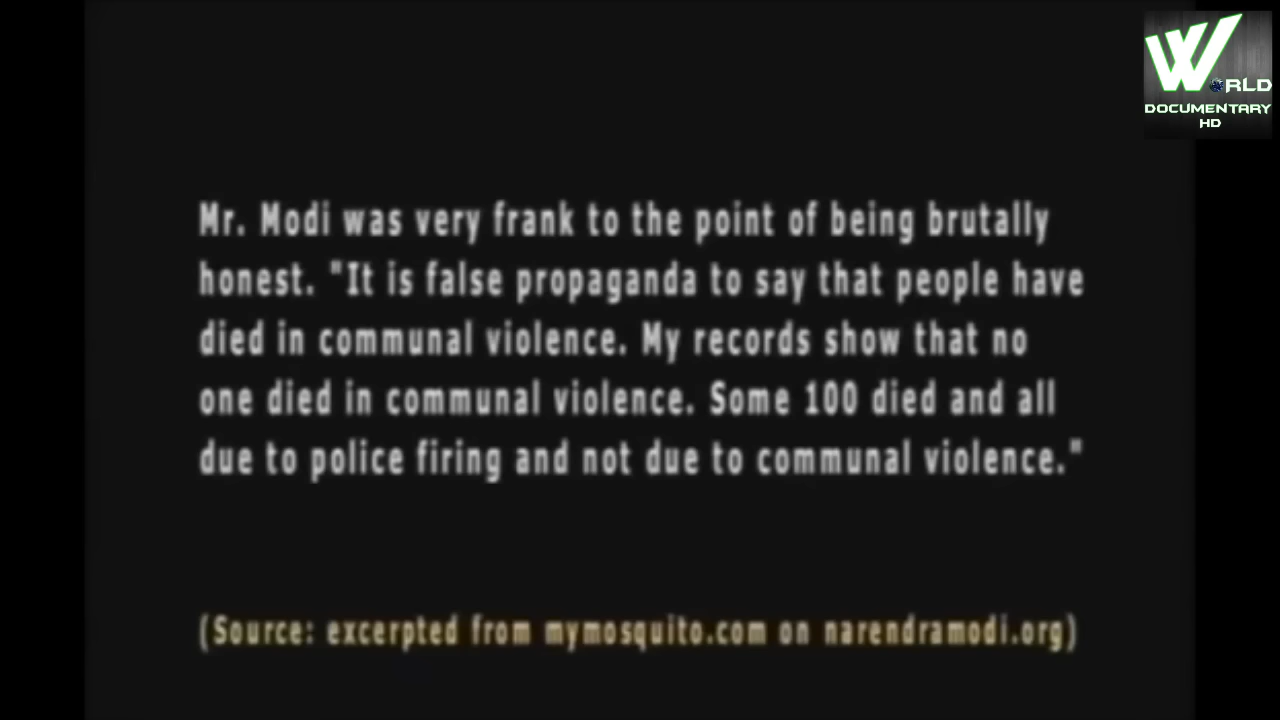 WORLD
DOCUMENTARY
HD
Mr. Modi was very frank to the point of being brutally
honest. "It is false propaganda to say that people have
died in communal violence. My records show that no
one died in communal violence. Some 100 died and all
due to police firing and not due to communal violence."
(Source: excerpted from mymosquito.com on narendramodi.org)